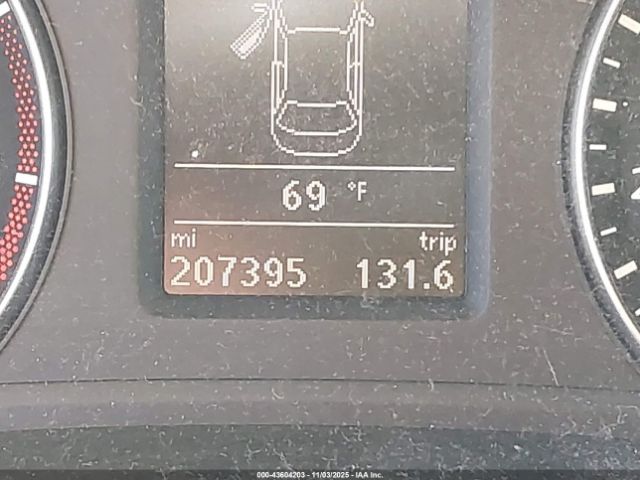 69 °F
mi trip
207395 131.6
000-43604203 - 11/03/2025 - IAA Inc.